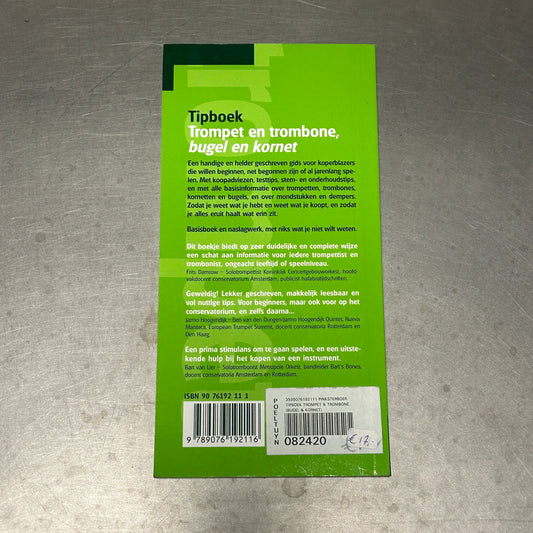 Tipboek
Trompet en trombone,
bugel en kornet
Een handige en helder geschreven gids voor koperblazers
die willen beginnen, net begonnen zijn of al jarenlang spe-
len. Met koopadviezen, testtips, stem- en onderhoudstips,
en met alle basisinformatie over trompetten, trombones,
kornetten en bugels, en over mondstukken en dempers.
Zodat je weet wat je hebt en weet wat je koopt, en zodat
je alles eruit haalt wat erin zit.
Basisboek en naslagwerk, met niks wat je niet wilt weten.
Dit boekje biedt op zeer duidelijke en complete wijze
een schat aan informatie voor iedere trompettist en
trombonist, ongeacht leeftijd of speelniveau.
Frits Damrow – Solotrompettist Koninklijk Concertgebouworkest, hoofd-
vakdocent conservatorium Amsterdam, publicist hafabratijdschriften.
Geweldig! Lekker geschreven, makkelijk leesbaar en
vol nuttige tips. Voor beginners, maar ook voor op het
conservatorium, en zelfs daarna...
Jarmo Hoogendijk – Ben van den Dungen/Jarmo Hoogendijk Quintet, Nueva
Manteca, European Trumpet Summit, docent conservatoria Rotterdam en
Den Haag.
Een prima stimulans om te gaan spelen, en een uitste-
kende hulp bij het kopen van een instrument.
Bart van Lier – Solotrombonist Metropole Orkest, bandleider Bart's Bones,
docent conservatoria Amsterdam en Rotterdam.
ISBN 90 76192 11 1
9 789076 192116
POELTUYN
TIPBOEK TROMPET & TROMBONE
(BUGEL & KORNET)
082420